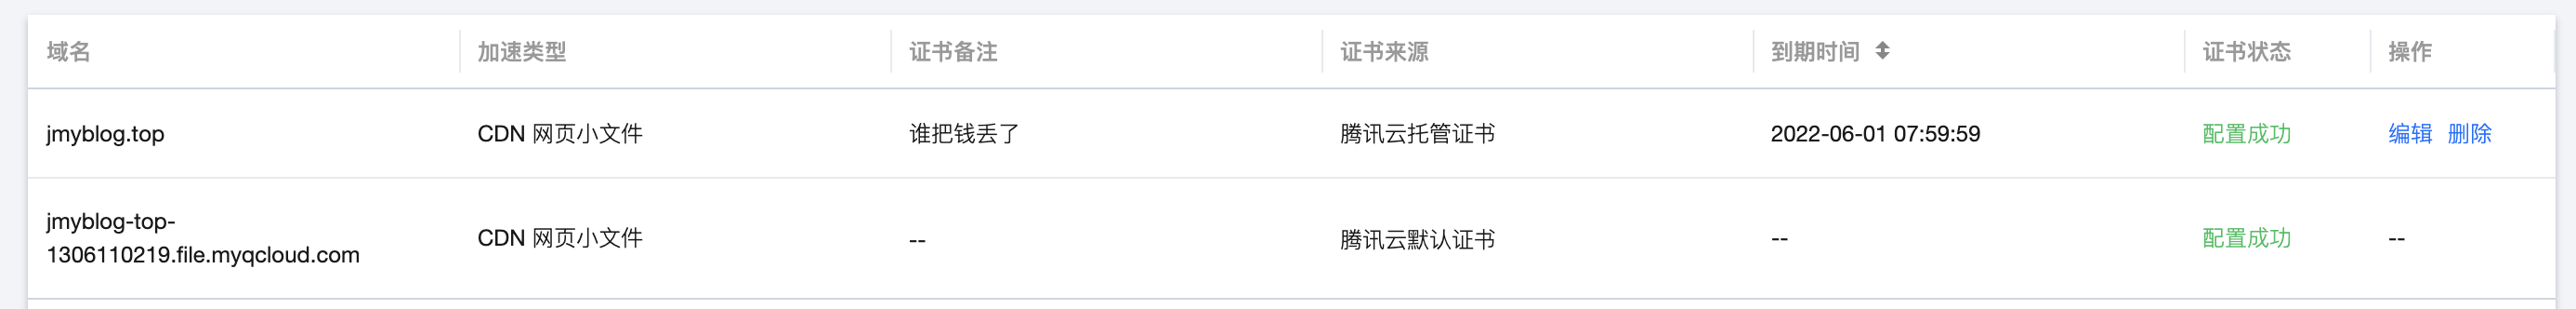 域名 加速类型 证书备注 证书来源 到期时间 证书状态 操作
jmyblog.top CDN 网页小文件 谁把钱丢了 腾讯云托管证书 2022-06-01 07:59:59 配置成功 编辑 删除
jmyblog-top-
1306110219.file.myqcloud.com CDN 网页小文件 -- 腾讯云默认证书 -- 配置成功 --